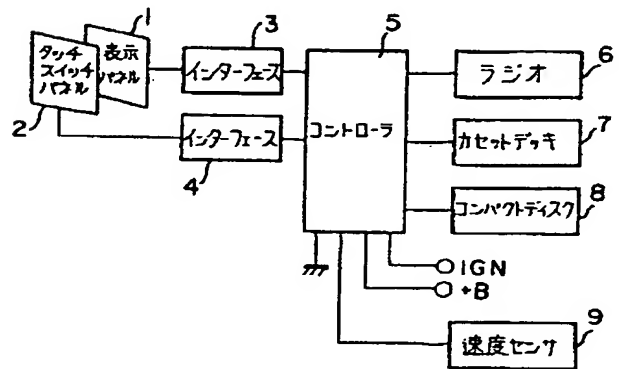 1
3
5
タッチ
スイッチ
パネル
表示
パネル
インターフェース
ラジオ
6
2
インターフェース
4
コントローラ
カセットデッキ
7
コンパクトディスク
8
IGN
+B
速度センサ
9